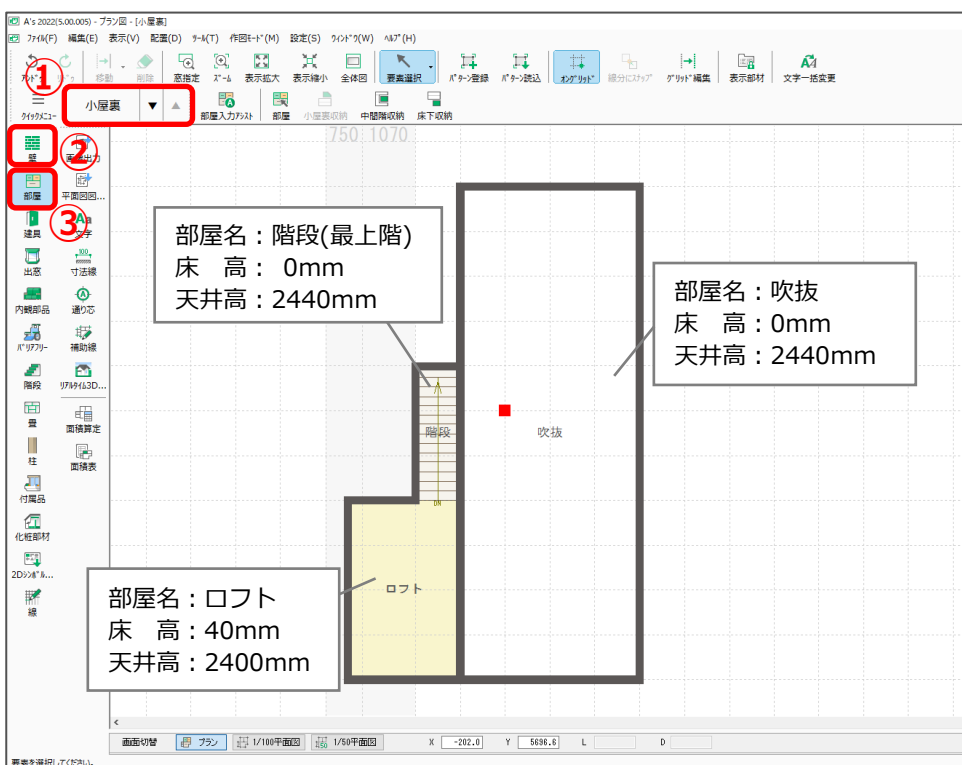 A's 2022(5.00.005) - プラン図 - [小屋裏]
ファイル(F) 編集(E) 表示(V) 配置(D) ツール(T) 作図モード(M) 設定(S) ウィンドウ(W) ヘルプ(H)
移動 削除 窓指定 ズーム 表示拡大 表示縮小 全体図 要素選択 パターン登録 パターン読込 オングリッド 線分にスナップ グリッド編集 表示部材 文字一括変更
①
クイックメニュー 小屋裏 ▼ ▲ 部屋入力アシスト 部屋 小屋裏収納 中間階収納 床下収納
750 1070
壁 ②
部屋 平面図図...
③
建具 文字
出窓 寸法線
内観部品 通り芯
バリアフリー 補助線
階段 リアルタイム3D...
畳 面積算定
柱 面積表
付属品
化粧部材
2Dシンボル...
線
部屋名：階段(最上階)
床　高： 0mm
天井高：2440mm
部屋名：吹抜
床　高：0mm
天井高：2440mm
階段
吹抜
DN
ロフト
部屋名：ロフト
床　高：40mm
天井高：2400mm
画面切替 プラン 1/100平面図 1/50平面図 X -202.0 Y 5698.6 L D
要素を選択してください。